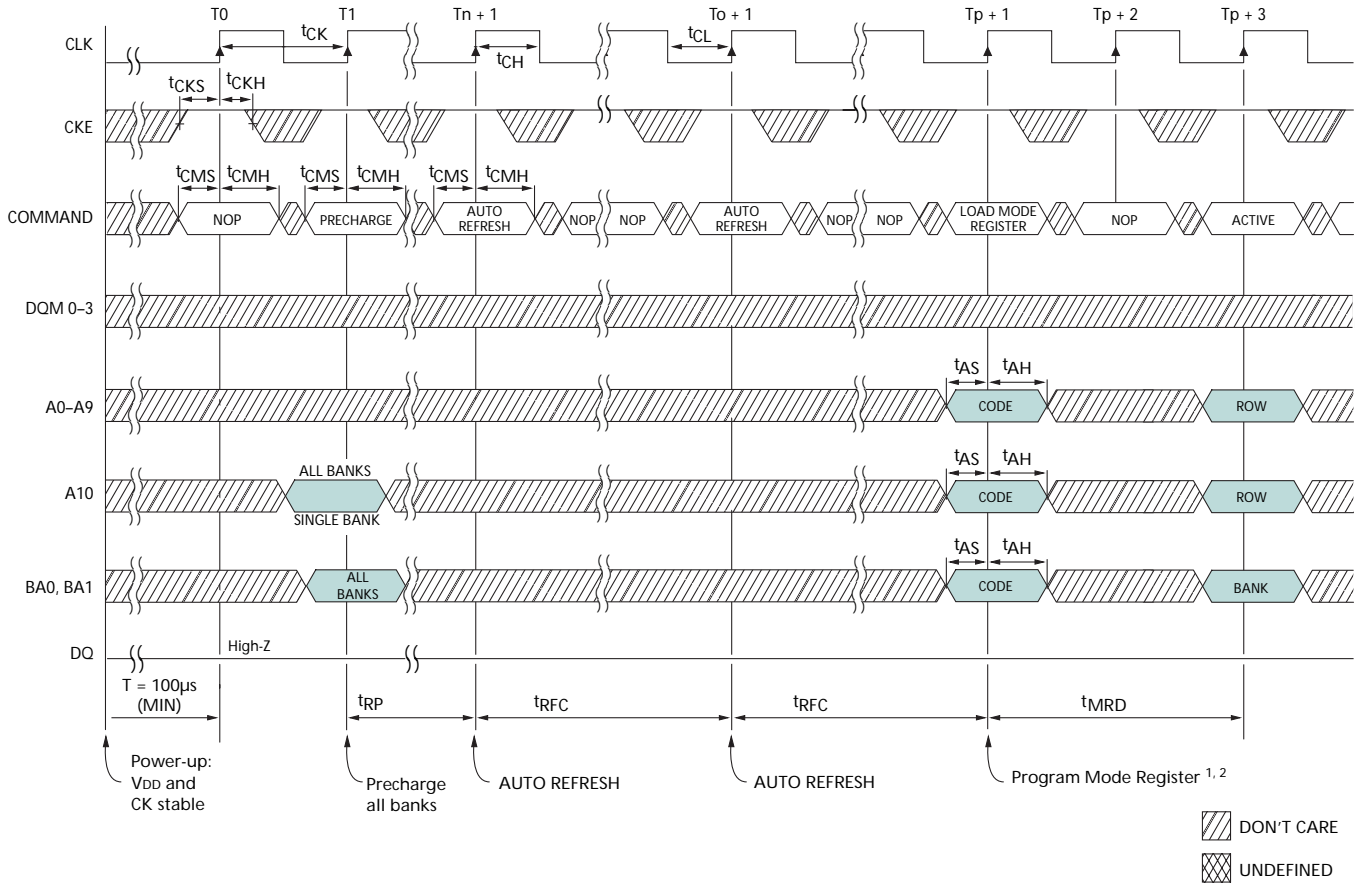 T0 T1 Tn + 1 To + 1 Tp + 1 Tp + 2 Tp + 3
CLK tCK tCH tCL
tCKS tCKH
CKE
tCMS tCMH tCMS tCMH tCMS tCMH
COMMAND NOP PRECHARGE AUTO REFRESH NOP NOP AUTO REFRESH NOP NOP LOAD MODE REGISTER NOP ACTIVE
DQM 0–3
tAS tAH
A0–A9 CODE ROW
ALL BANKS
tAS tAH
A10 CODE ROW
SINGLE BANK
tAS tAH
BA0, BA1 ALL BANKS CODE BANK
High-Z
DQ
T = 100µs
(MIN)
tRP tRFC tRFC tMRD
Power-up:
VDD and
CK stable
Precharge
all banks
AUTO REFRESH
AUTO REFRESH
Program Mode Register 1, 2
DON'T CARE
UNDEFINED